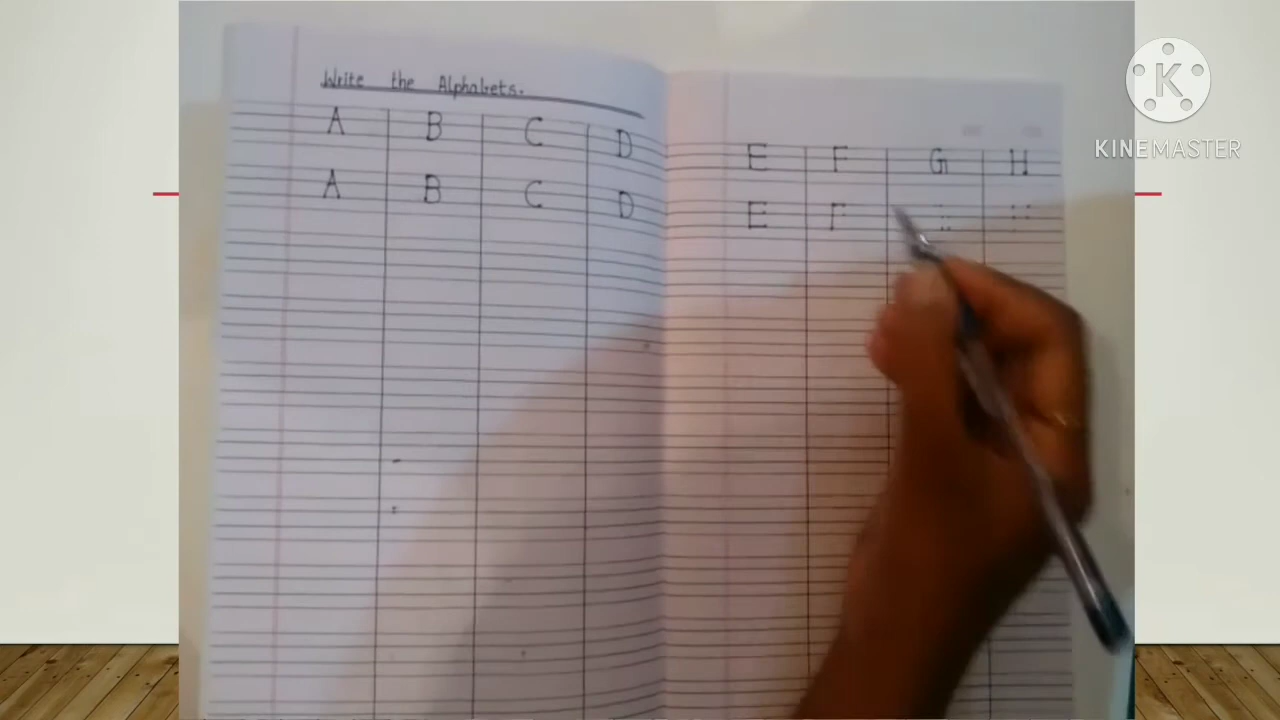 Write the Alphabets.
A B C D
A B C D
E F G H
E F
KINEMASTER